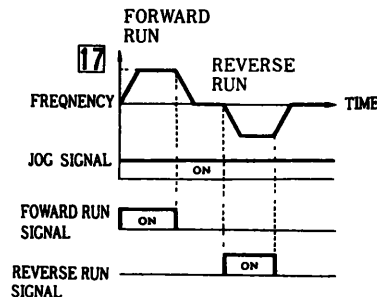 FORWARD
RUN
17
REVERSE
RUN
FREQNENCY
TIME
JOG SIGNAL
ON
FOWARD RUN
SIGNAL
ON
REVERSE RUN
SIGNAL
ON